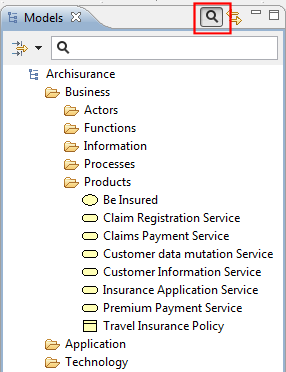 Models
Archisurance
Business
Actors
Functions
Information
Processes
Products
Be Insured
Claim Registration Service
Claims Payment Service
Customer data mutation Service
Customer Information Service
Insurance Application Service
Premium Payment Service
Travel Insurance Policy
Application
Technology